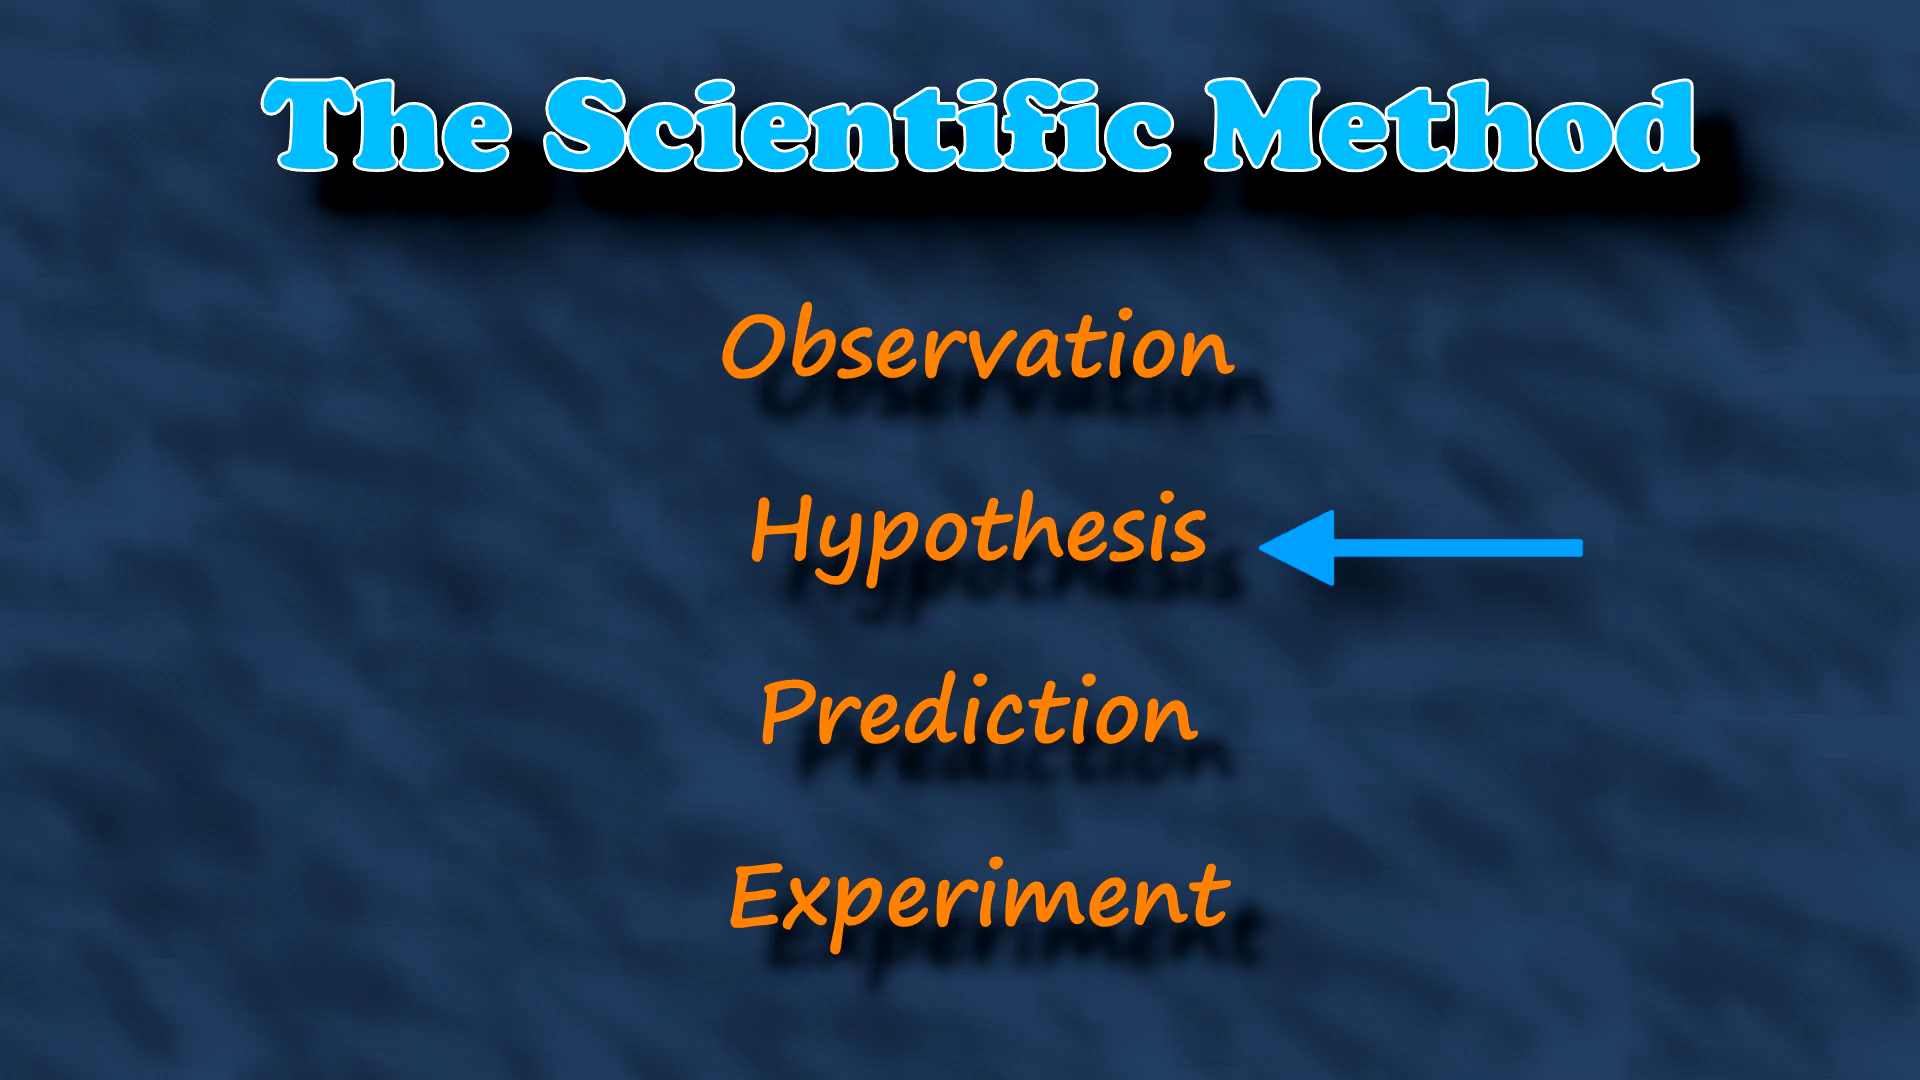 The Scientific Method
Observation
Hypothesis
Prediction
Experiment